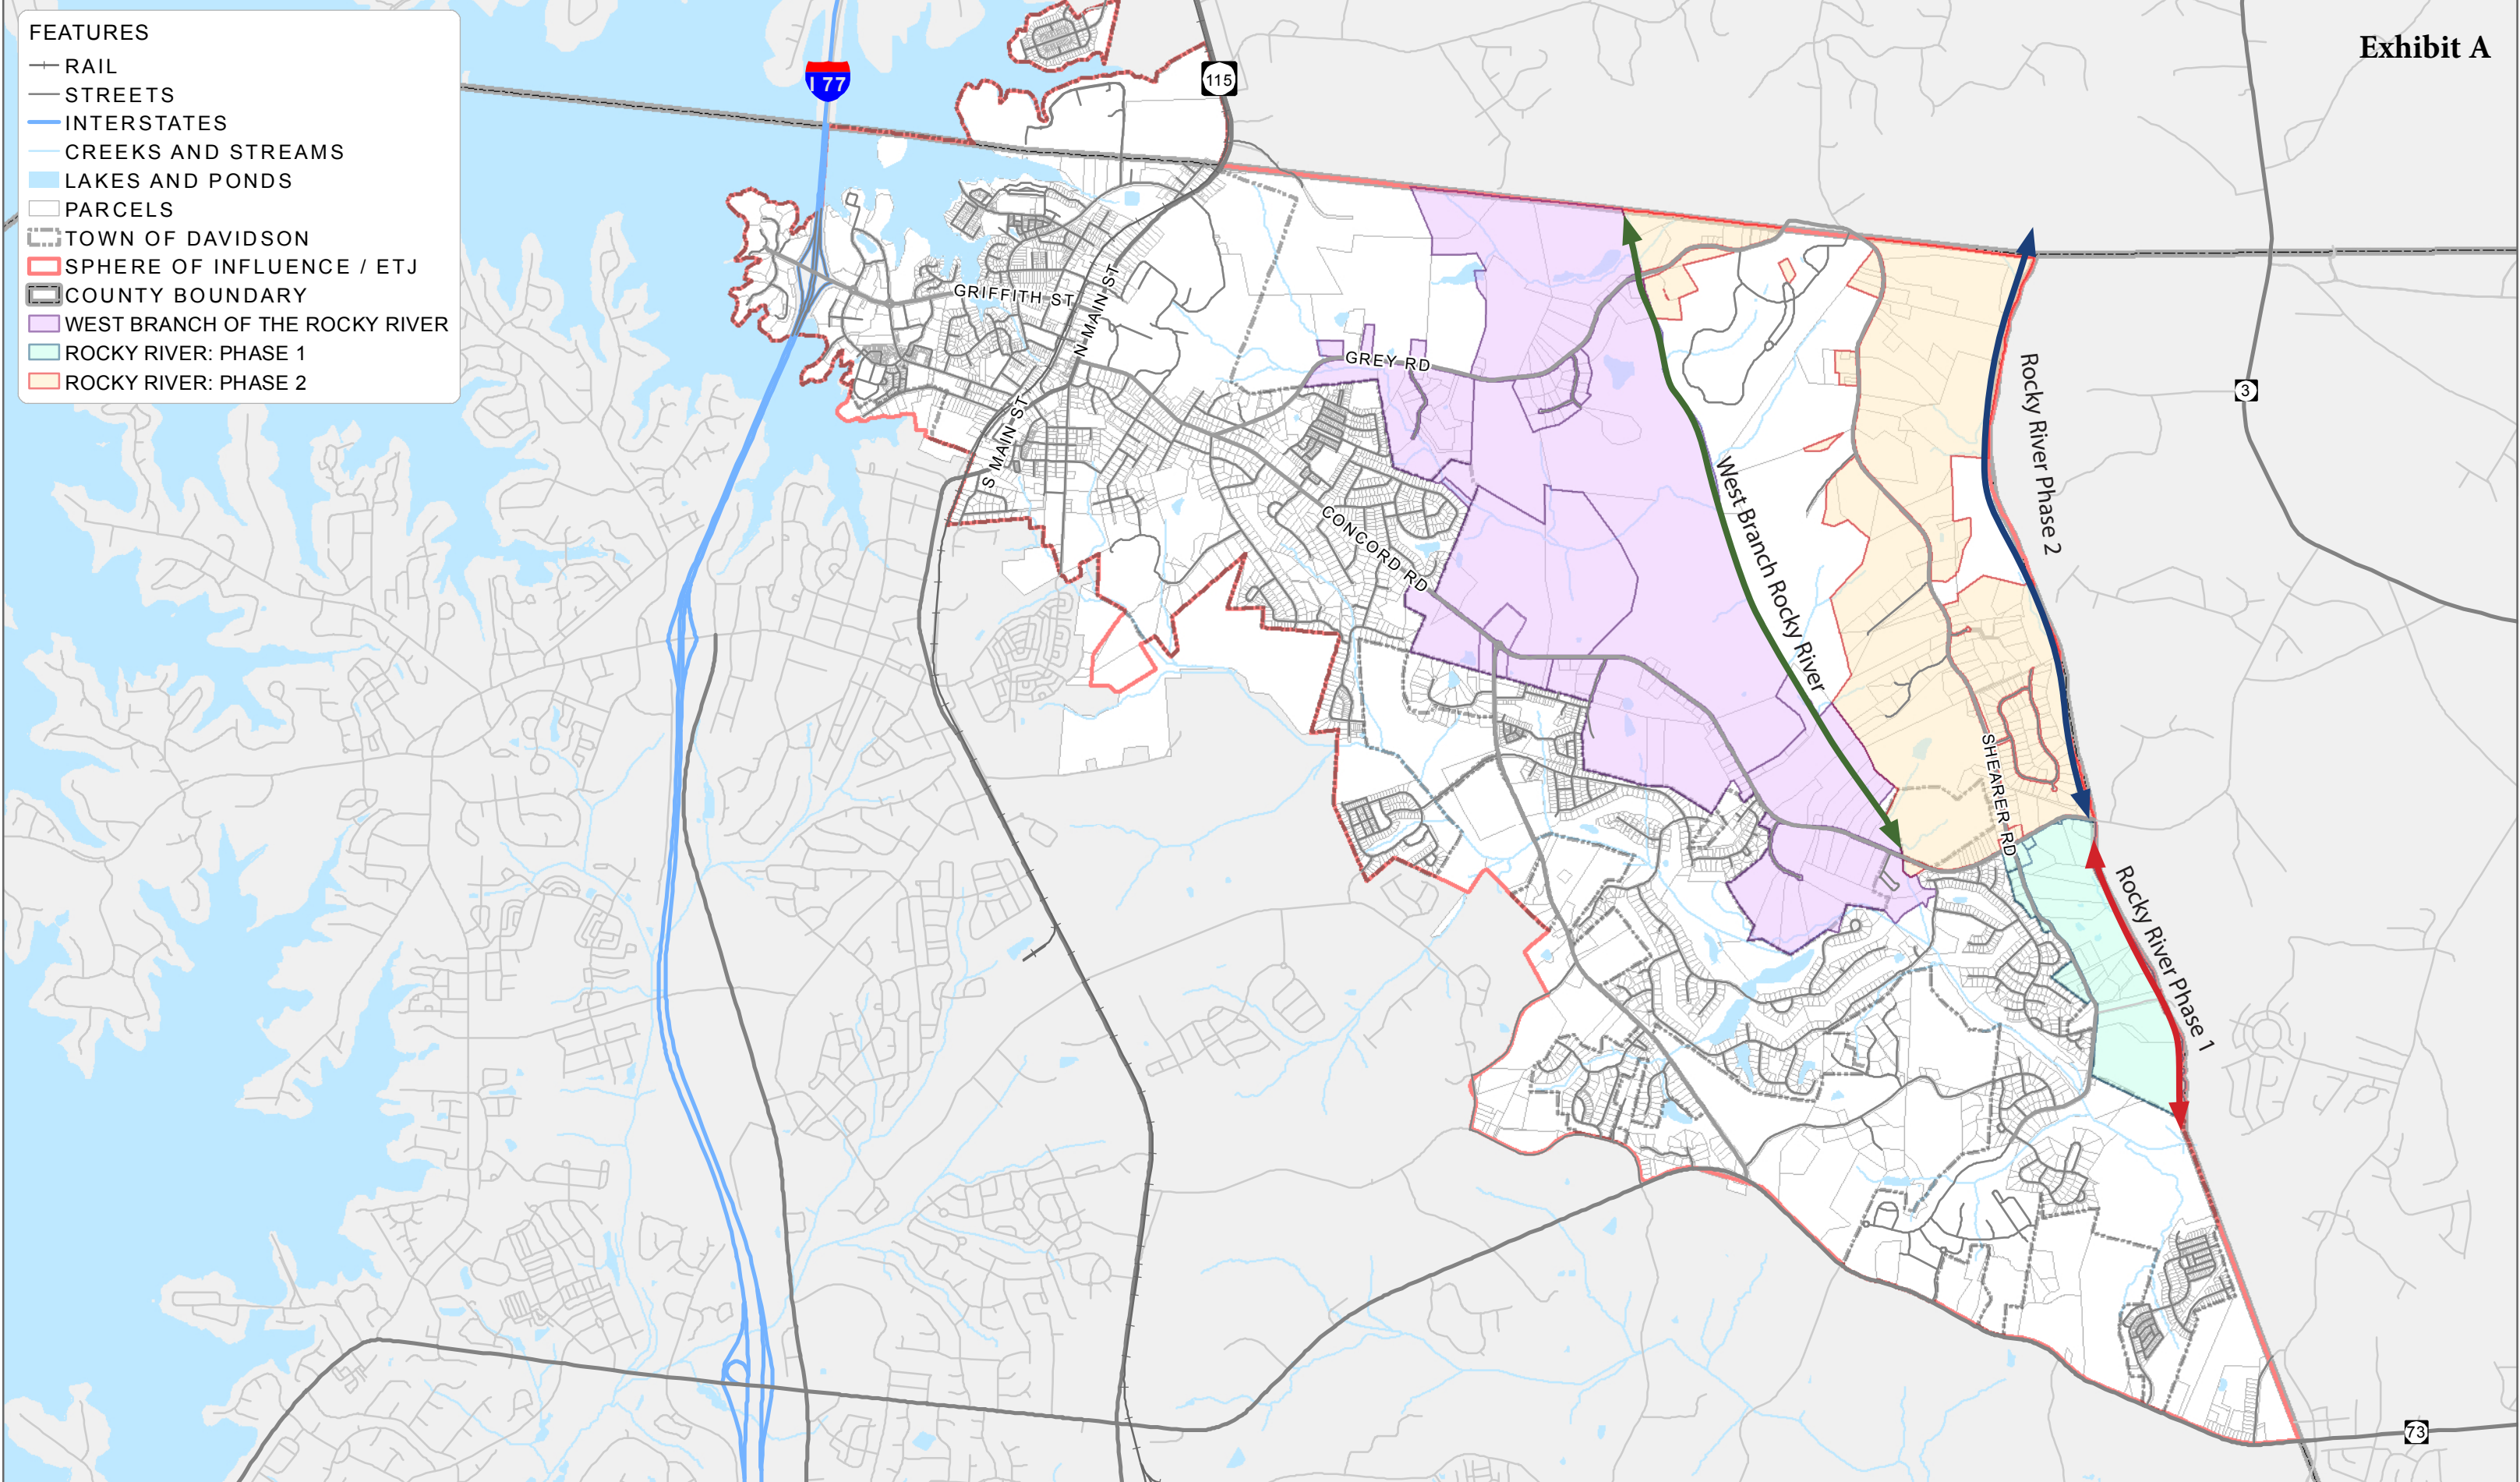 FEATURES
RAIL
STREETS
INTERSTATES
CREEKS AND STREAMS
LAKES AND PONDS
PARCELS
TOWN OF DAVIDSON
SPHERE OF INFLUENCE / ETJ
COUNTY BOUNDARY
WEST BRANCH OF THE ROCKY RIVER
ROCKY RIVER: PHASE 1
ROCKY RIVER: PHASE 2
Exhibit A
I 77
115
GRIFFITH ST
N MAIN ST
S MAIN ST
GREY RD
CONCORD RD
3
Rocky River Phase 2
West Branch Rocky River
SHEARER RD
Rocky River Phase 1
73